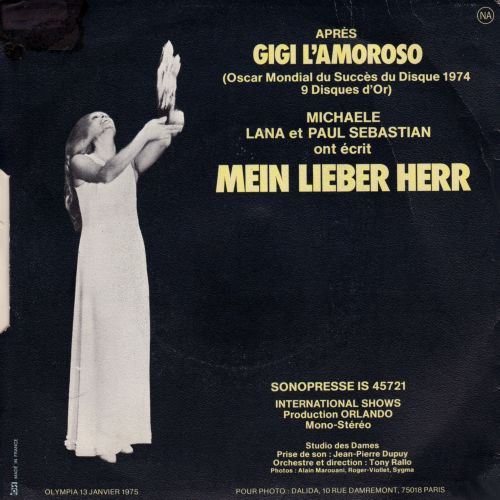 NA
APRÈS
GIGI L'AMOROSO
(Oscar Mondial du Succès du Disque 1974
9 Disques d'Or)
MICHAELE
LANA et PAUL SEBASTIAN
ont écrit
MEIN LIEBER HERR
SONOPRESSE IS 45721
INTERNATIONAL SHOWS
Production ORLANDO
Mono-Stéréo
Studio des Dames
Prise de son : Jean-Pierre Dupuy
Orchestre et direction : Tony Rallo
Photos : Alain Marouani, Roger-Viollet, Sygma
MADE IN FRANCE
OLYMPIA 13 JANVIER 1975
POUR PHOTO : DALIDA, 10 RUE DAMREMONT, 75018 PARIS